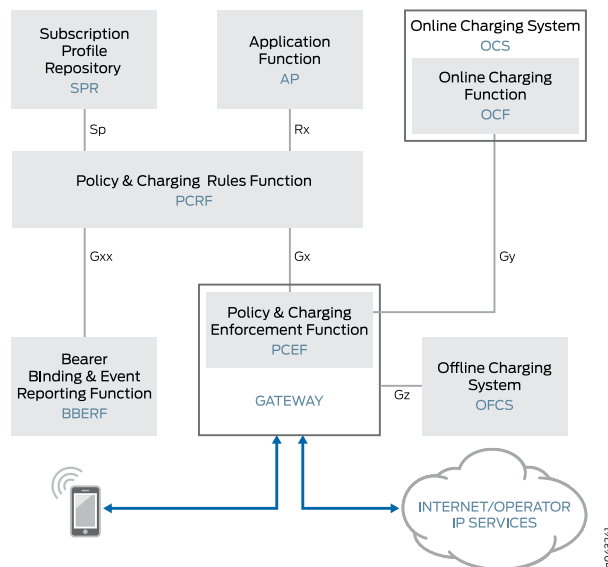 Subscription
Profile
Repository
SPR
Application
Function
AP
Online Charging System
OCS
Online Charging
Function
OCF
Sp
Rx
Policy & Charging Rules Function
PCRF
Gxx
Gx
Gy
Policy & Charging
Enforcement Function
PCEF
GATEWAY
Bearer
BInding & Event
Reporting Function
BBERF
Gz
Offline Charging
System
OFCS
INTERNET/OPERATOR
IP SERVICES